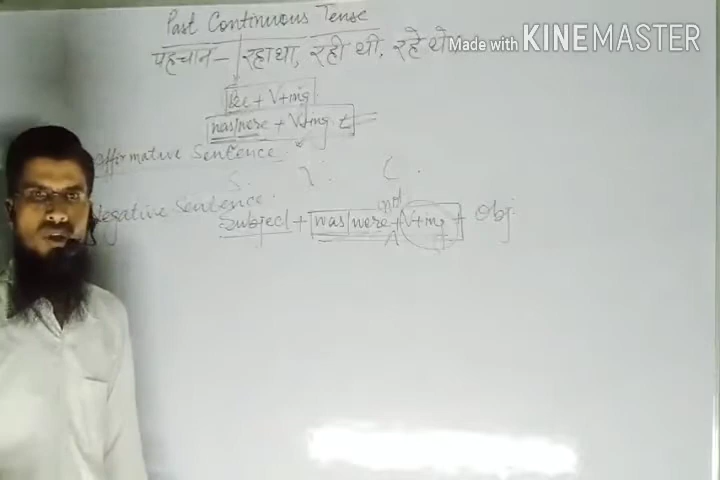 Past Continuous Tense
पहचान- रहा था, रही थी, रहे थे
Made with KINEMASTER
Be + V+ing
was/were + V+ing
Affirmative Sentence
S. V. C.
Negative Sentence.
not
Subject + was/were + V+ing + Obj.